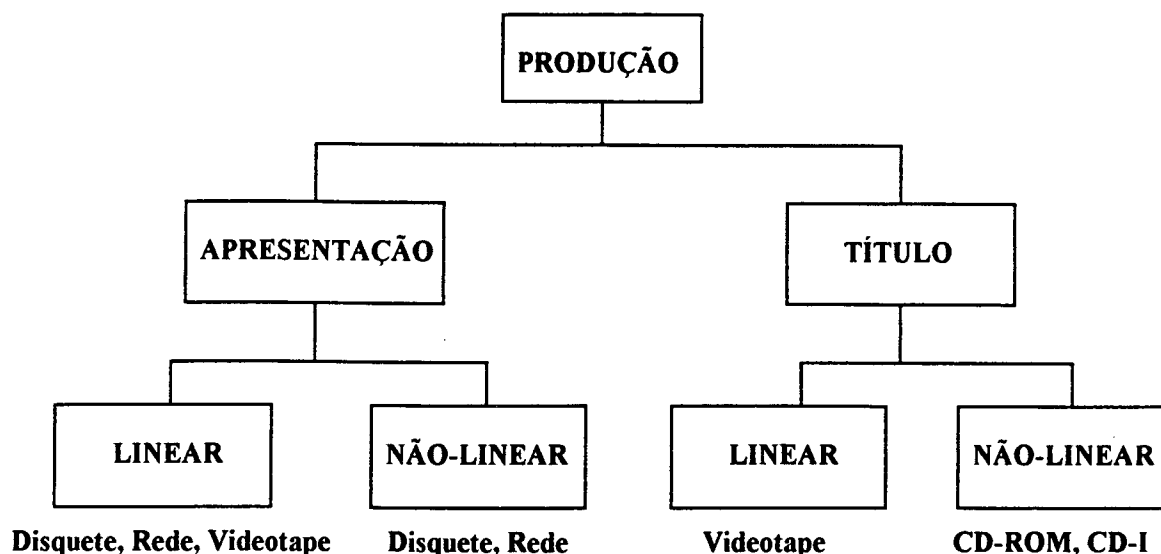 PRODUÇÃO
APRESENTAÇÃO
TÍTULO
LINEAR
NÃO-LINEAR
LINEAR
NÃO-LINEAR
Disquete, Rede, Videotape
Disquete, Rede
Videotape
CD-ROM, CD-I